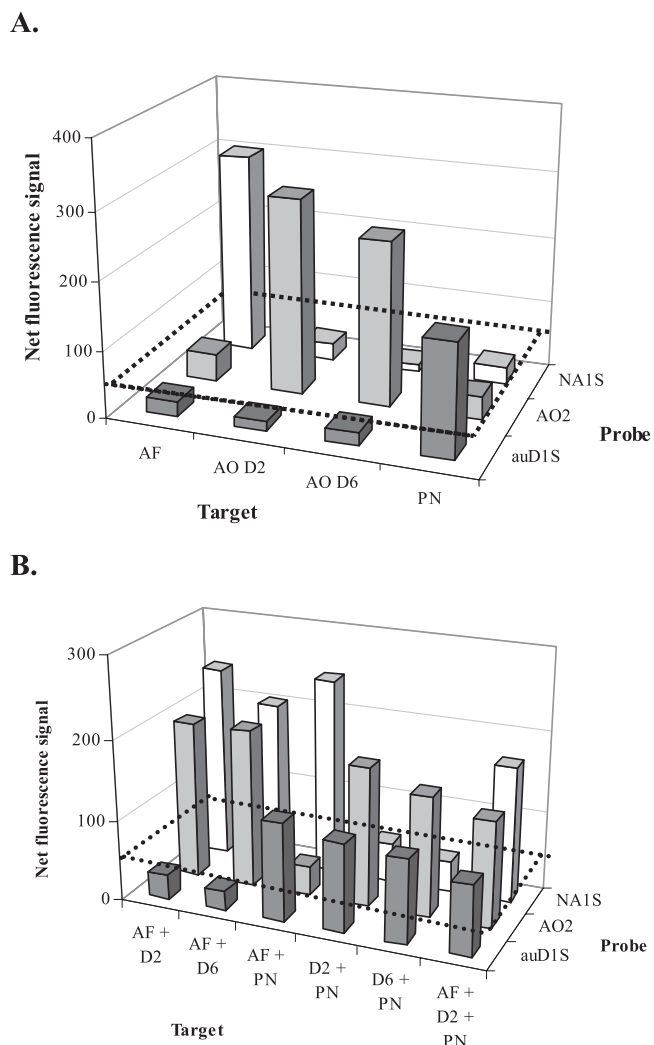 A.
Net fluorescence signal
400
300
200
100
0
AF
AO D2
AO D6
PN
Target
NA1S
AO2
auD1S
Probe
B.
Net fluorescence signal
300
200
100
0
AF +
D2
AF +
D6
AF +
PN
D2 +
PN
D6 +
PN
AF +
D2 +
PN
Target
NA1S
AO2
auD1S
Probe